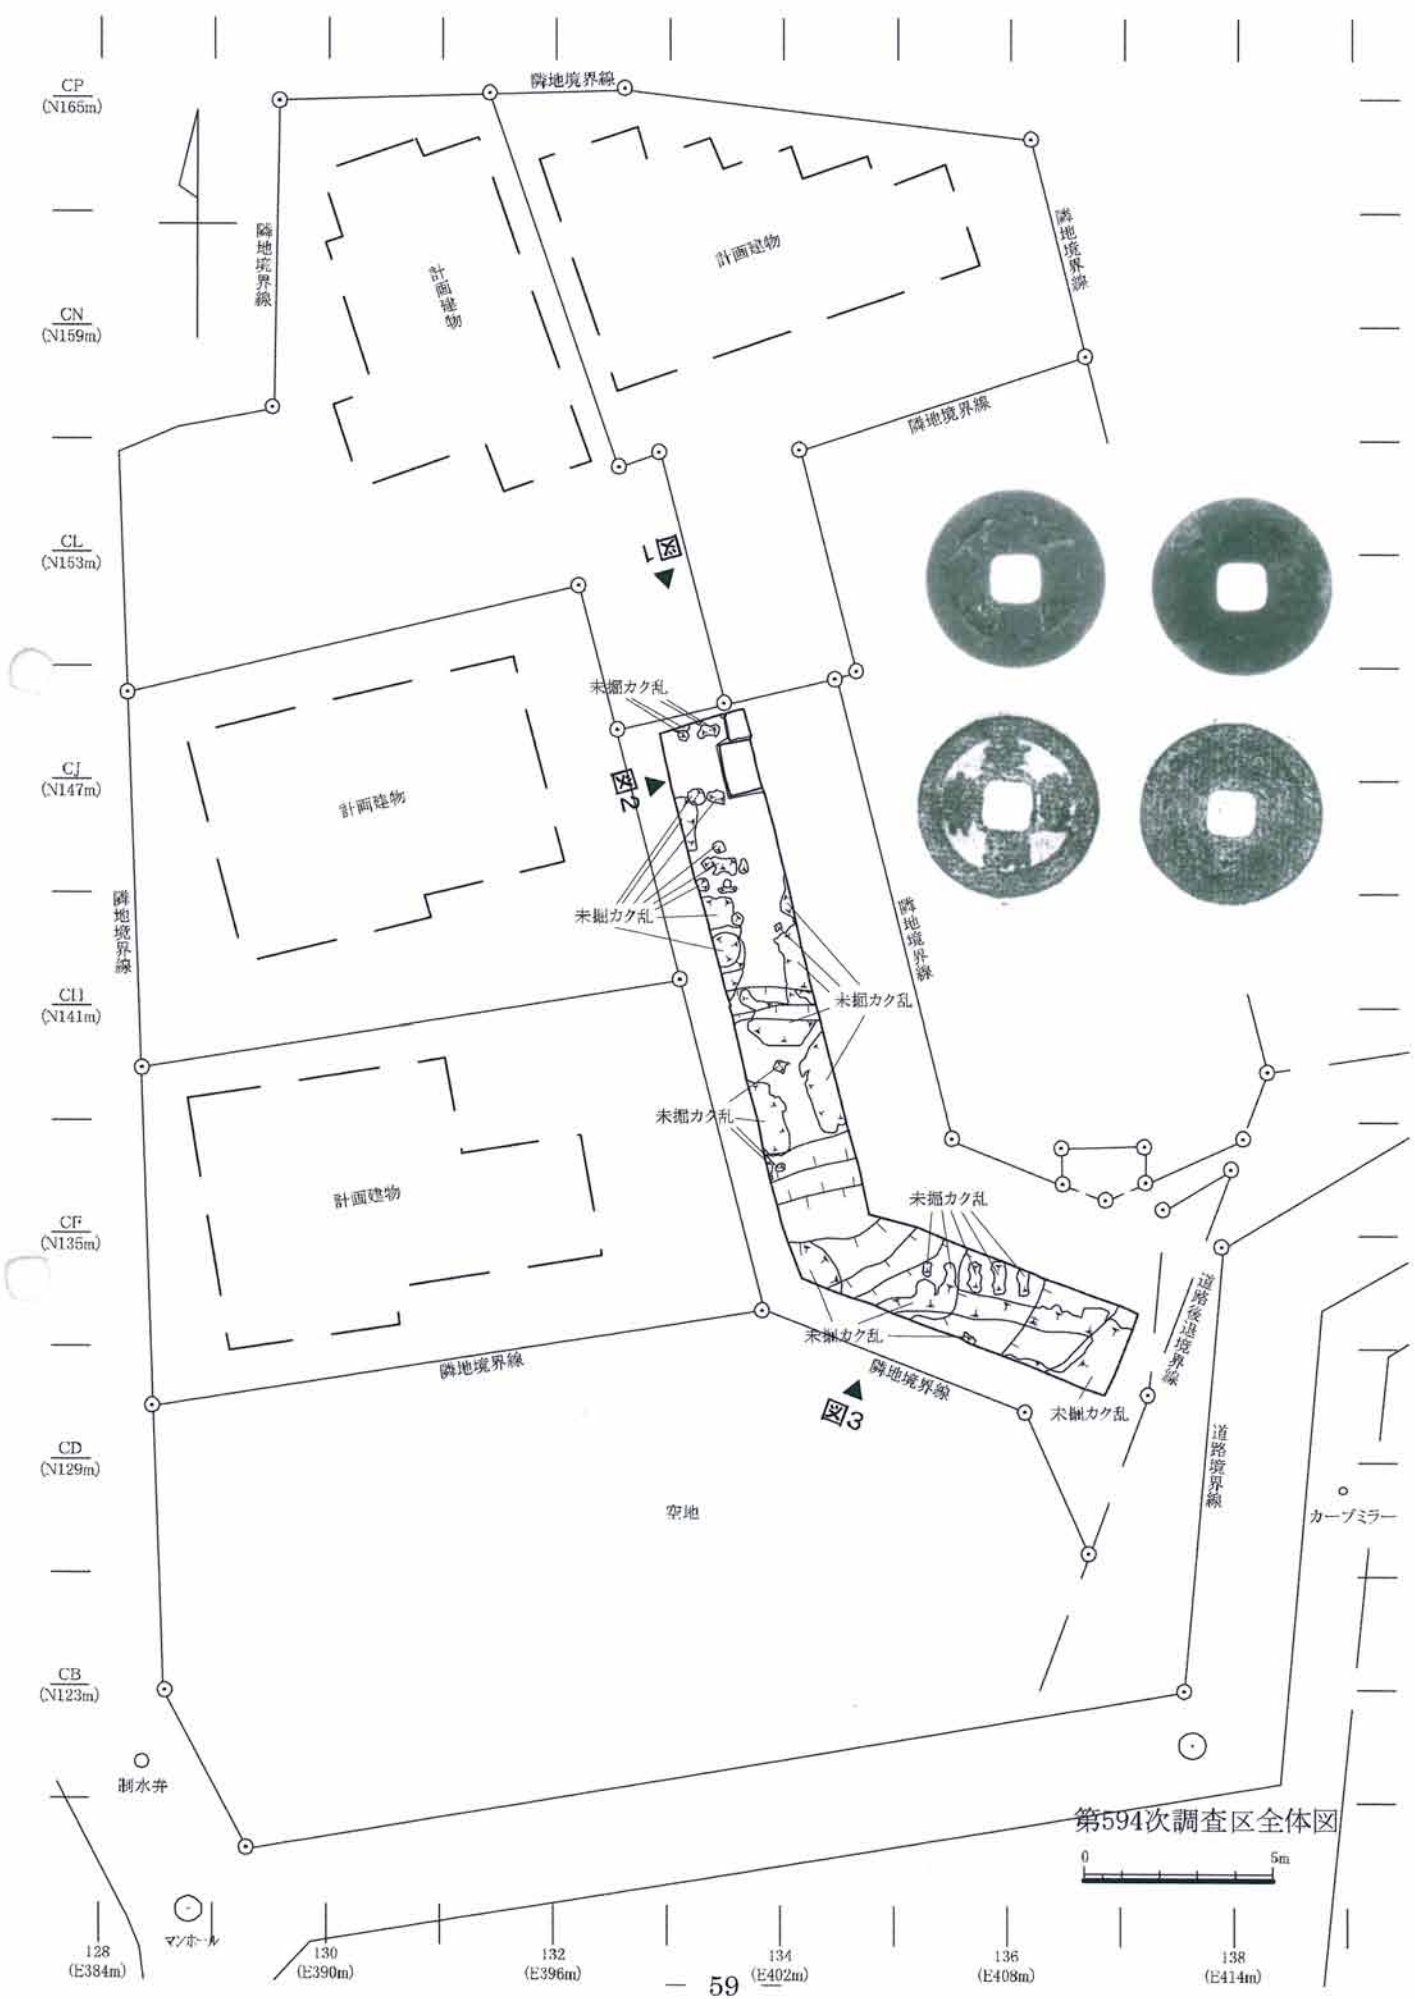 隣地境界線
CP
(N165m)
隣地境界線
隣地境界線
計画建物
計画建物
CN
(N159m)
隣地境界線
CL
(N153m)
図1
未掘カク乱
CJ
(N147m)
図2
計画建物
隣地境界線
未掘カク乱
隣地境界線
CH
(N141m)
未掘カク乱
未掘カク乱
計画建物
未掘カク乱
CF
(N135m)
道路後退境界線
未掘カク乱
隣地境界線
隣地境界線
図3
未掘カク乱
CD
(N129m)
道路境界線
空地
カーブミラー
CB
(N123m)
制水弁
第594次調査区全体図
0 5m
マンホール
128
(E384m)
130
(E390m)
132
(E396m)
134
(E402m)
136
(E408m)
138
(E414m)
— 59 —